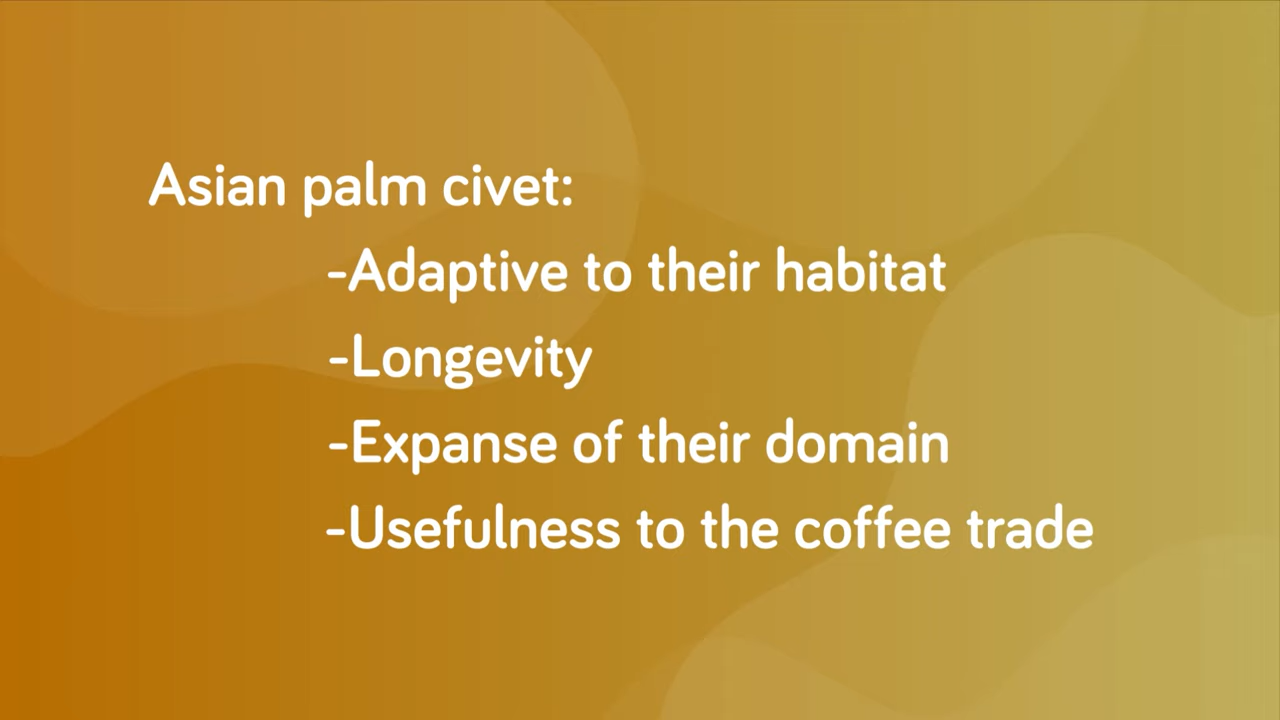 Asian palm civet:
-Adaptive to their habitat
-Longevity
-Expanse of their domain
-Usefulness to the coffee trade